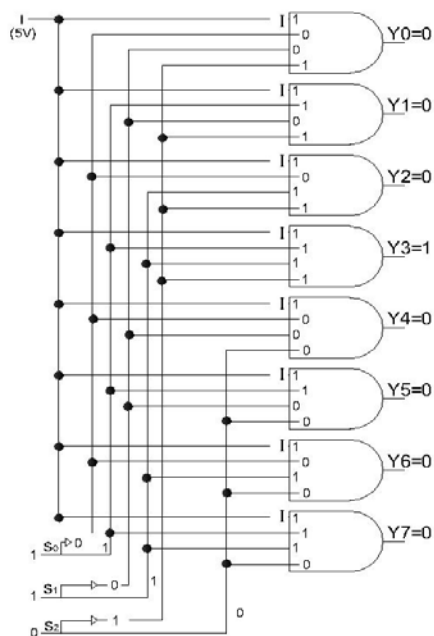 I I 1
(5V) 0 Y0=0
0
1
I 1
1 Y1=0
0
1
I 1
0 Y2=0
1
1
I 1
1 Y3=1
1
1
I 1
0 Y4=0
0
0
I 1
1 Y5=0
0
0
I 1
0 Y6=0
1
0
I 1
1 Y7=0
1
0
1 S0 0 1
1 S1 0 1
0 S2 1 0